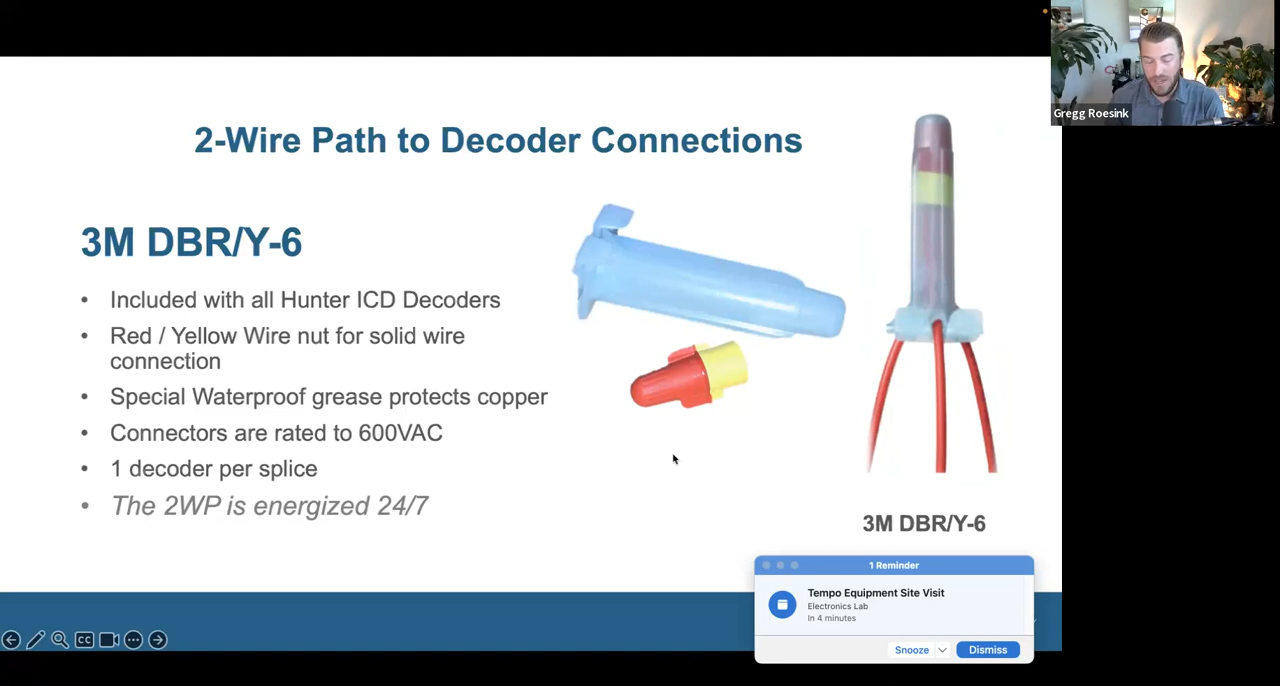 Gregg Roesink
2-Wire Path to Decoder Connections
3M DBR/Y-6
• Included with all Hunter ICD Decoders
• Red / Yellow Wire nut for solid wire
connection
• Special Waterproof grease protects copper
• Connectors are rated to 600VAC
• 1 decoder per splice
• The 2WP is energized 24/7
3M DBR/Y-6
1 Reminder
Tempo Equipment Site Visit
Electronics Lab
In 4 minutes
Snooze
Dismiss
CC